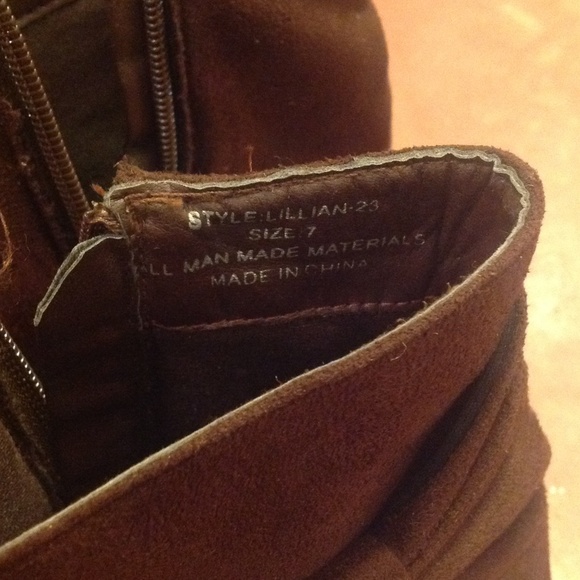 STYLE:LILLIAN-23
SIZE:7
ALL MAN MADE MATERIALS
MADE IN CHINA